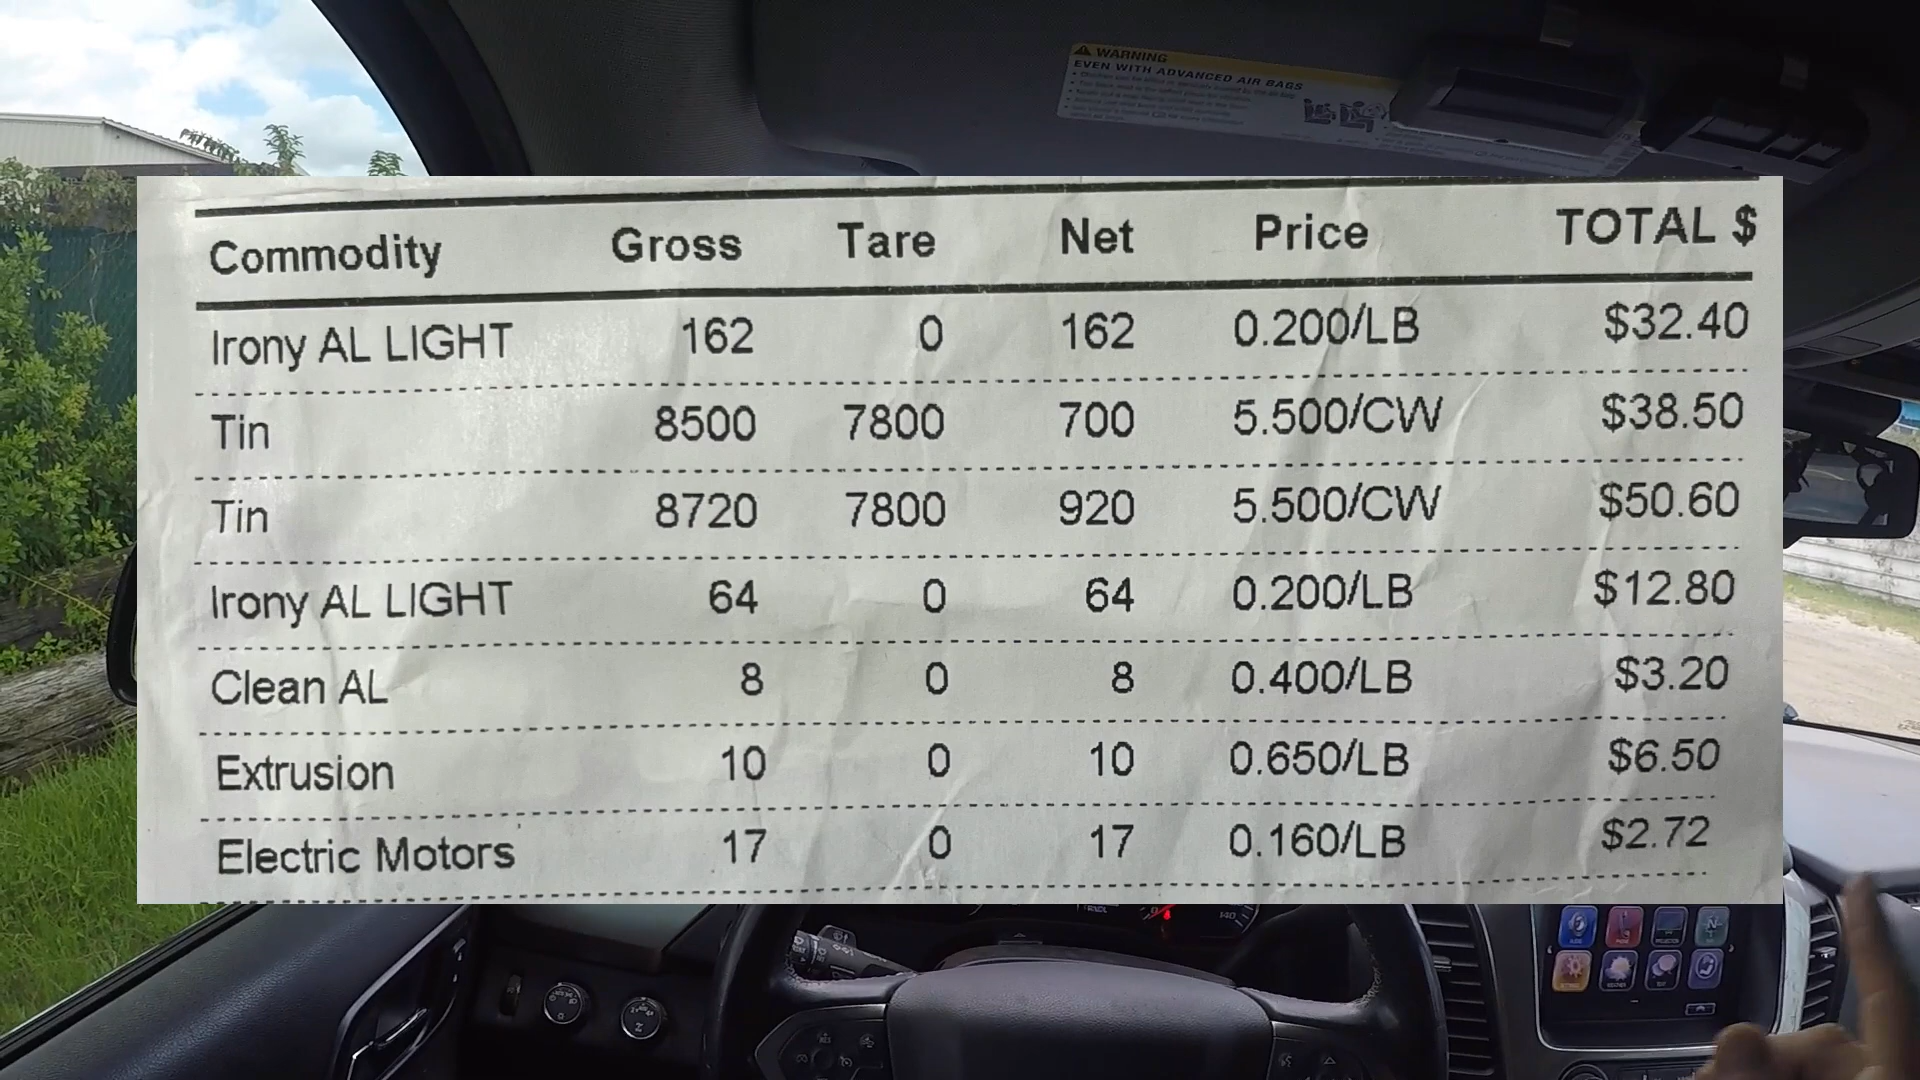 WARNING
EVEN WITH ADVANCED AIR BAGS
Commodity Gross Tare Net Price TOTAL $
Irony AL LIGHT 162 0 162 0.200/LB $32.40
Tin 8500 7800 700 5.500/CW $38.50
Tin 8720 7800 920 5.500/CW $50.60
Irony AL LIGHT 64 0 64 0.200/LB $12.80
Clean AL 8 0 8 0.400/LB $3.20
Extrusion 10 0 10 0.650/LB $6.50
Electric Motors 17 0 17 0.160/LB $2.72
140